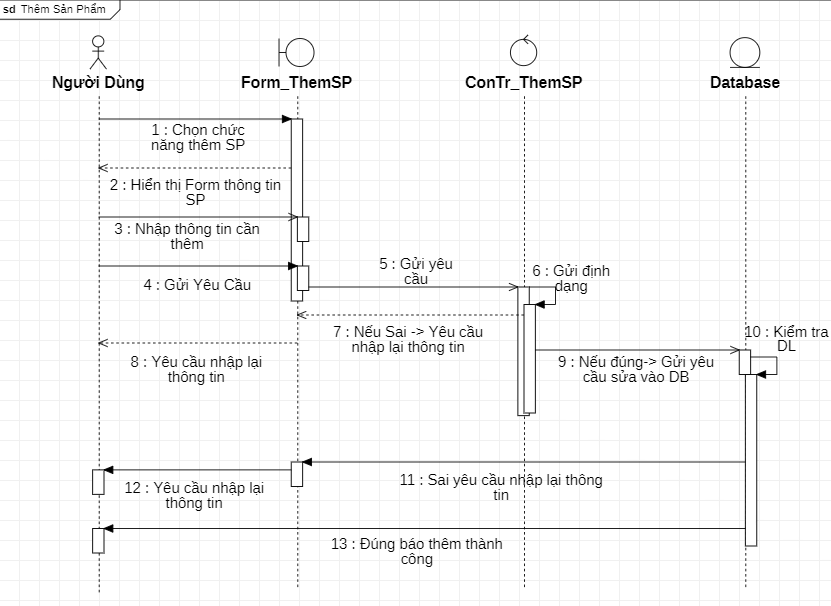 sd Thêm Sản Phẩm
Người Dùng
Form_ThemSP
ConTr_ThemSP
Database
1 : Chọn chức
năng thêm SP
2 : Hiển thị Form thông tin
SP
3 : Nhập thông tin cần
thêm
4 : Gửi Yêu Cầu
5 : Gửi yêu
cầu
6 : Gửi định
dạng
7 : Nếu Sai -> Yêu cầu
nhập lại thông tin
8 : Yêu cầu nhập lại
thông tin
9 : Nếu đúng-> Gửi yêu
cầu sửa vào DB
10 : Kiểm tra
DL
11 : Sai yêu cầu nhập lại thông
tin
12 : Yêu cầu nhập lại
thông tin
13 : Đúng báo thêm thành
công